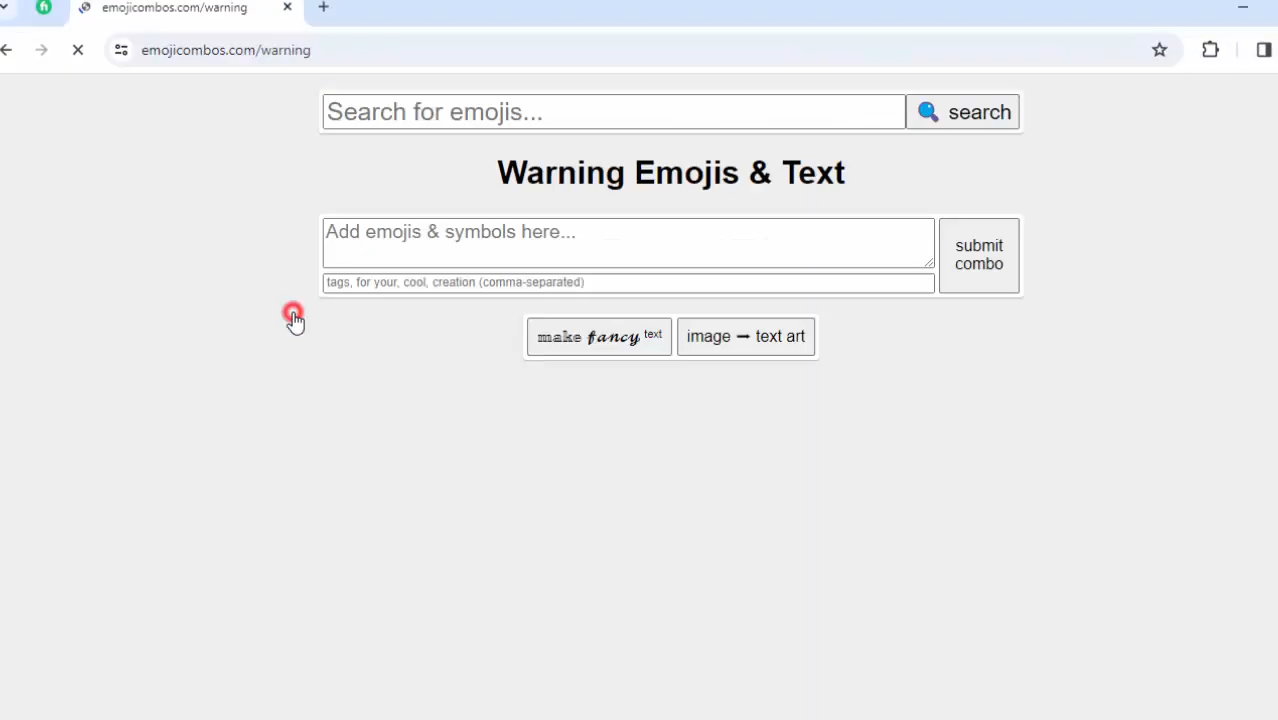 emojicombos.com/warning
emojicombos.com/warning
Search for emojis...
🔍 search
Warning Emojis & Text
Add emojis & symbols here...
submit
combo
tags, for your, cool, creation (comma-separated)
𝚖𝚊𝚔𝚎 𝓯𝓪𝓷𝓬𝔂 ᵗᵉˣᵗ
image ➞ text art